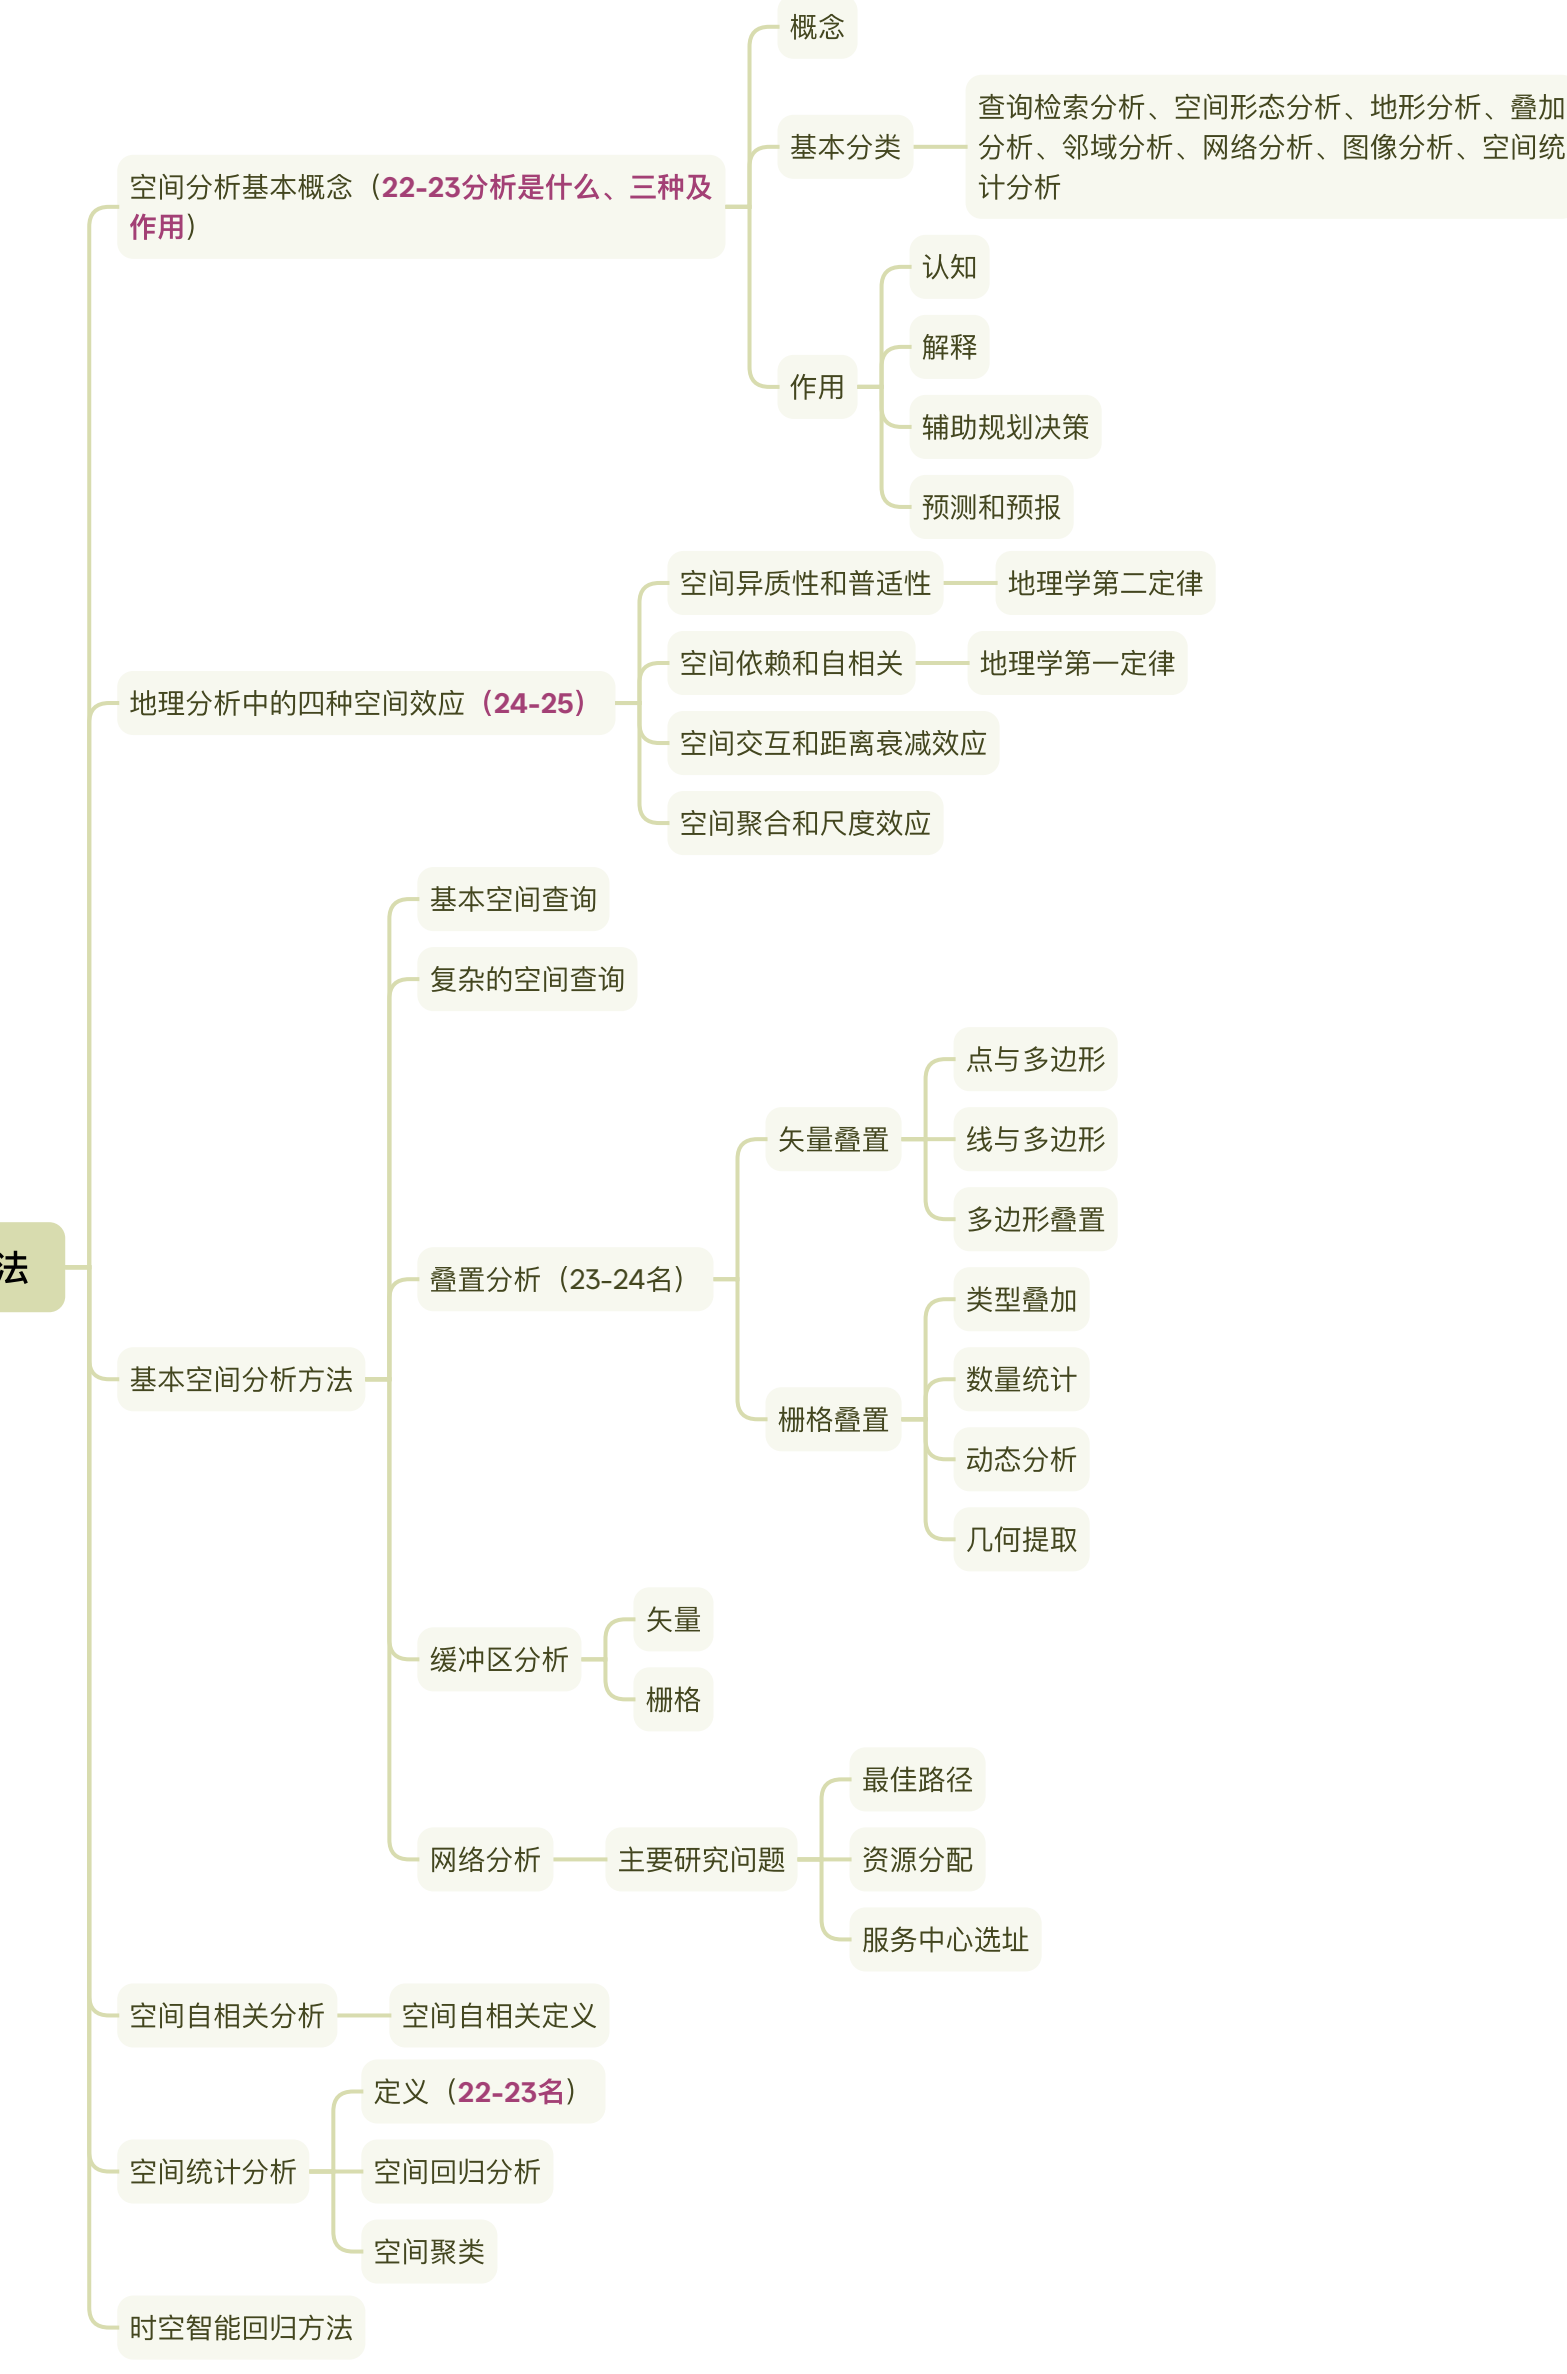 概念
基本分类
查询检索分析、空间形态分析、地形分析、叠加
分析、邻域分析、网络分析、图像分析、空间统
计分析
空间分析基本概念（22-23分析是什么、三种及
作用）
作用
认知
解释
辅助规划决策
预测和预报
地理分析中的四种空间效应（24-25）
空间异质性和普适性
地理学第二定律
空间依赖和自相关
地理学第一定律
空间交互和距离衰减效应
空间聚合和尺度效应
法
基本空间分析方法
基本空间查询
复杂的空间查询
叠置分析（23-24名）
矢量叠置
点与多边形
线与多边形
多边形叠置
栅格叠置
类型叠加
数量统计
动态分析
几何提取
缓冲区分析
矢量
栅格
网络分析
主要研究问题
最佳路径
资源分配
服务中心选址
空间自相关分析
空间自相关定义
空间统计分析
定义（22-23名）
空间回归分析
空间聚类
时空智能回归方法